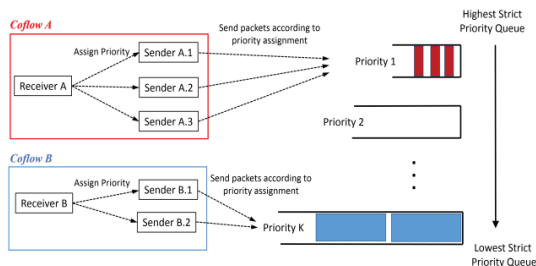 Coflow A
Assign Priority
Receiver A
Sender A.1
Sender A.2
Sender A.3
Send packets according to
priority assignment
Priority 1
Priority 2
Highest Strict
Priority Queue
Coflow B
Assign Priority
Receiver B
Sender B.1
Sender B.2
Send packets according to
priority assignment
Priority K
Lowest Strict
Priority Queue